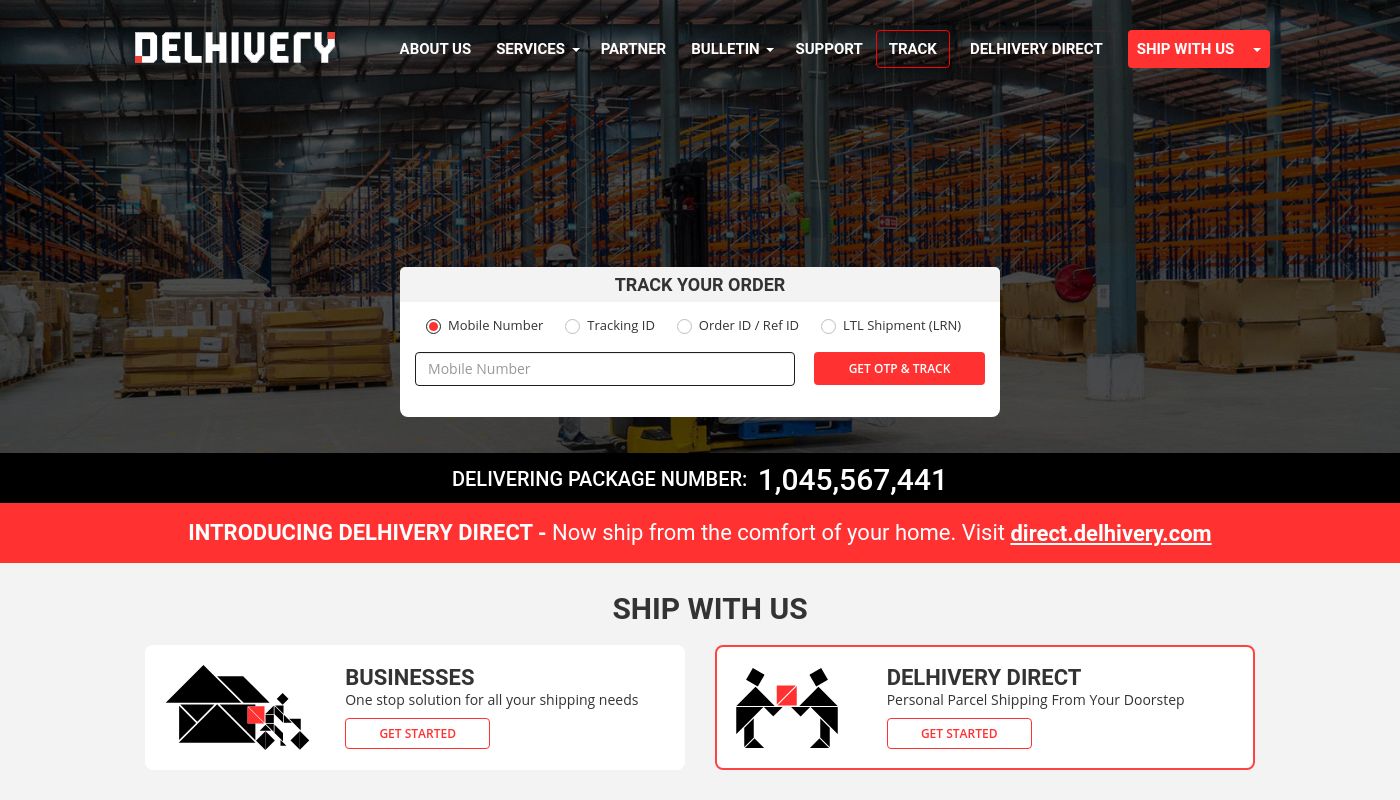 DELHIVERY
ABOUT US SERVICES PARTNER BULLETIN SUPPORT TRACK DELHIVERY DIRECT SHIP WITH US
TRACK YOUR ORDER
Mobile Number Tracking ID Order ID / Ref ID LTL Shipment (LRN)
Mobile Number GET OTP & TRACK
DELIVERING PACKAGE NUMBER: 1,045,567,441
INTRODUCING DELHIVERY DIRECT - Now ship from the comfort of your home. Visit direct.delhivery.com
SHIP WITH US
BUSINESSES
One stop solution for all your shipping needs
GET STARTED
DELHIVERY DIRECT
Personal Parcel Shipping From Your Doorstep
GET STARTED